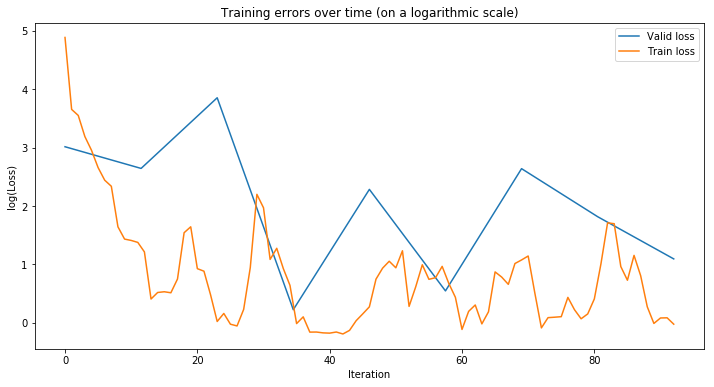 Training errors over time (on a logarithmic scale)
Valid loss
Train loss
log(Loss)
5
4
3
2
1
0
0 20 40 60 80
Iteration